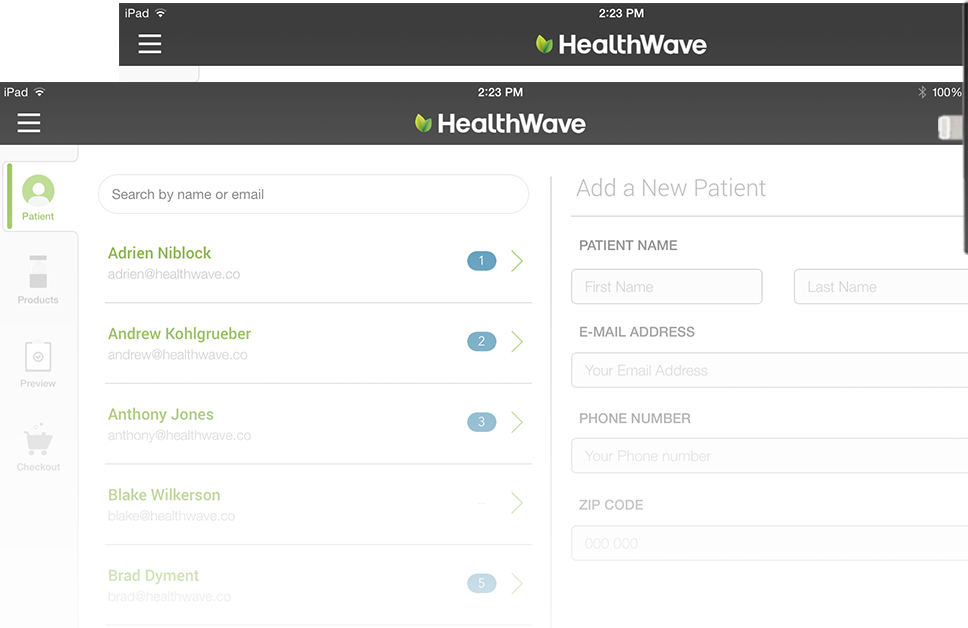 iPad 2:23 PM
HealthWave
iPad 2:23 PM 100%
HealthWave
Patient
Products
Preview
Checkout
Search by name or email
Adrien Niblock 1
adrien@healthwave.co
Andrew Kohlgrueber 2
andrew@healthwave.co
Anthony Jones 3
anthony@healthwave.co
Blake Wilkerson --
blake@healthwave.co
Brad Dyment 5
brad@healthwave.co
Add a New Patient
PATIENT NAME
First Name Last Name
E-MAIL ADDRESS
Your Email Address
PHONE NUMBER
Your Phone number
ZIP CODE
000 000